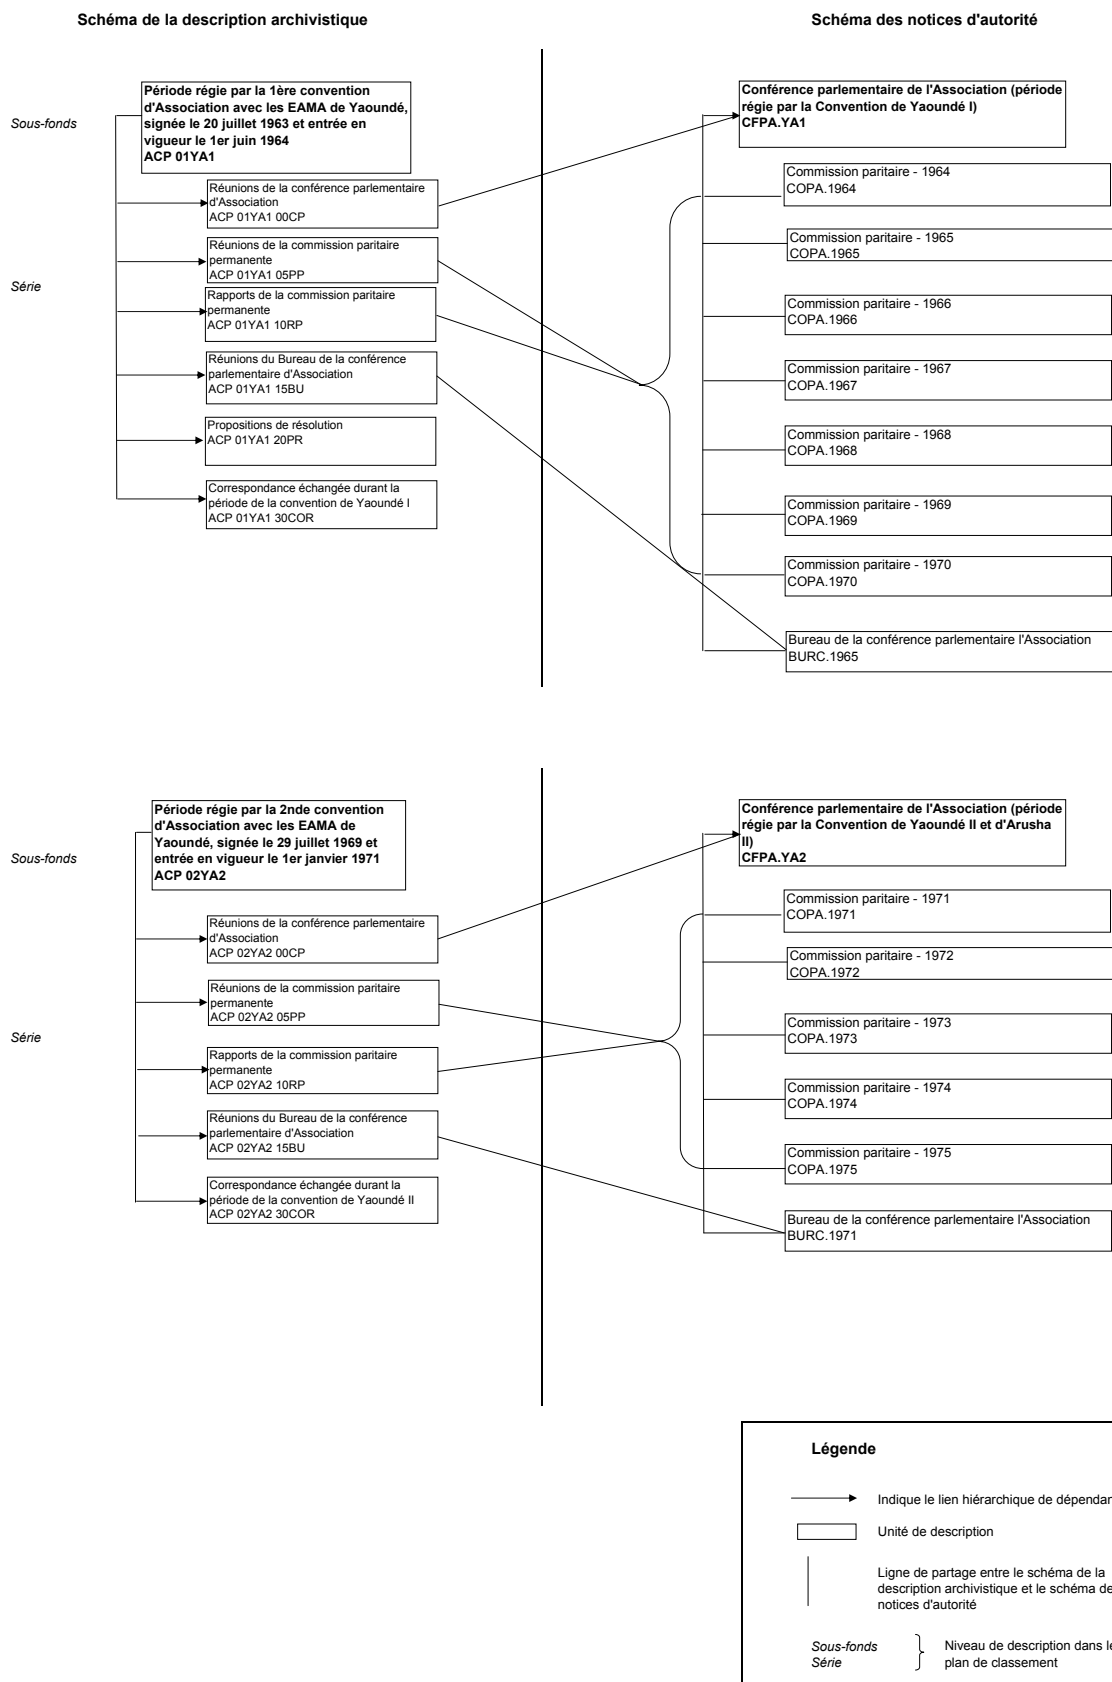 Schéma de la description archivistique
Schéma des notices d'autorité
Sous-fonds
Période régie par la 1ère convention
d'Association avec les EAMA de Yaoundé,
signée le 20 juillet 1963 et entrée en
vigueur le 1er juin 1964
ACP 01YA1
Série
Réunions de la conférence parlementaire
d'Association
ACP 01YA1 00CP
Réunions de la commission paritaire
permanente
ACP 01YA1 05PP
Rapports de la commission paritaire
permanente
ACP 01YA1 10RP
Réunions du Bureau de la conférence
parlementaire d'Association
ACP 01YA1 15BU
Propositions de résolution
ACP 01YA1 20PR
Correspondance échangée durant la
période de la convention de Yaoundé I
ACP 01YA1 30COR
Conférence parlementaire de l'Association (période
régie par la Convention de Yaoundé I)
CFPA.YA1
Commission paritaire - 1964
COPA.1964
Commission paritaire - 1965
COPA.1965
Commission paritaire - 1966
COPA.1966
Commission paritaire - 1967
COPA.1967
Commission paritaire - 1968
COPA.1968
Commission paritaire - 1969
COPA.1969
Commission paritaire - 1970
COPA.1970
Bureau de la conférence parlementaire l'Association
BURC.1965
Sous-fonds
Période régie par la 2nde convention
d'Association avec les EAMA de
Yaoundé, signée le 29 juillet 1969 et
entrée en vigueur le 1er janvier 1971
ACP 02YA2
Série
Réunions de la conférence parlementaire
d'Association
ACP 02YA2 00CP
Réunions de la commission paritaire
permanente
ACP 02YA2 05PP
Rapports de la commission paritaire
permanente
ACP 02YA2 10RP
Réunions du Bureau de la conférence
parlementaire d'Association
ACP 02YA2 15BU
Correspondance échangée durant la
période de la convention de Yaoundé II
ACP 02YA2 30COR
Conférence parlementaire de l'Association (période
régie par la Convention de Yaoundé II et d'Arusha
II)
CFPA.YA2
Commission paritaire - 1971
COPA.1971
Commission paritaire - 1972
COPA.1972
Commission paritaire - 1973
COPA.1973
Commission paritaire - 1974
COPA.1974
Commission paritaire - 1975
COPA.1975
Bureau de la conférence parlementaire l'Association
BURC.1971
Légende
Indique le lien hiérarchique de
Unité de description
Ligne de partage entre le schéma de la
description archivistique et le schéma
notices d'autorité
Sous-fonds
Série
Niveau de description dans
plan de classement